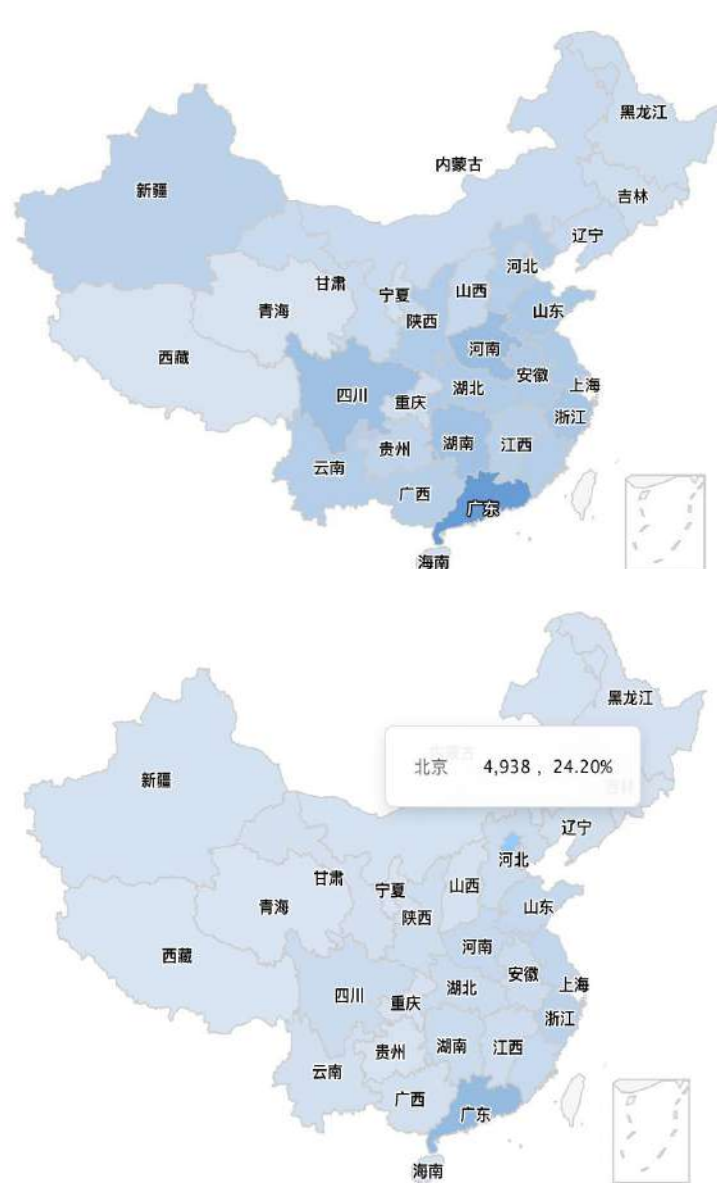 黑龙江
内蒙古
新疆
吉林
辽宁
河北
甘肃
宁夏
山西
青海
山东
陕西
河南
西藏
安徽
四川
重庆
湖北
上海
浙江
贵州
湖南
江西
云南
广西
广东
海南
黑龙江
内蒙古
北京 4,938 , 24.20%
新疆
吉林
辽宁
河北
甘肃
宁夏
山西
青海
陕西
山东
河南
西藏
安徽
四川
重庆
湖北
上海
浙江
贵州
湖南
江西
云南
广西
广东
海南